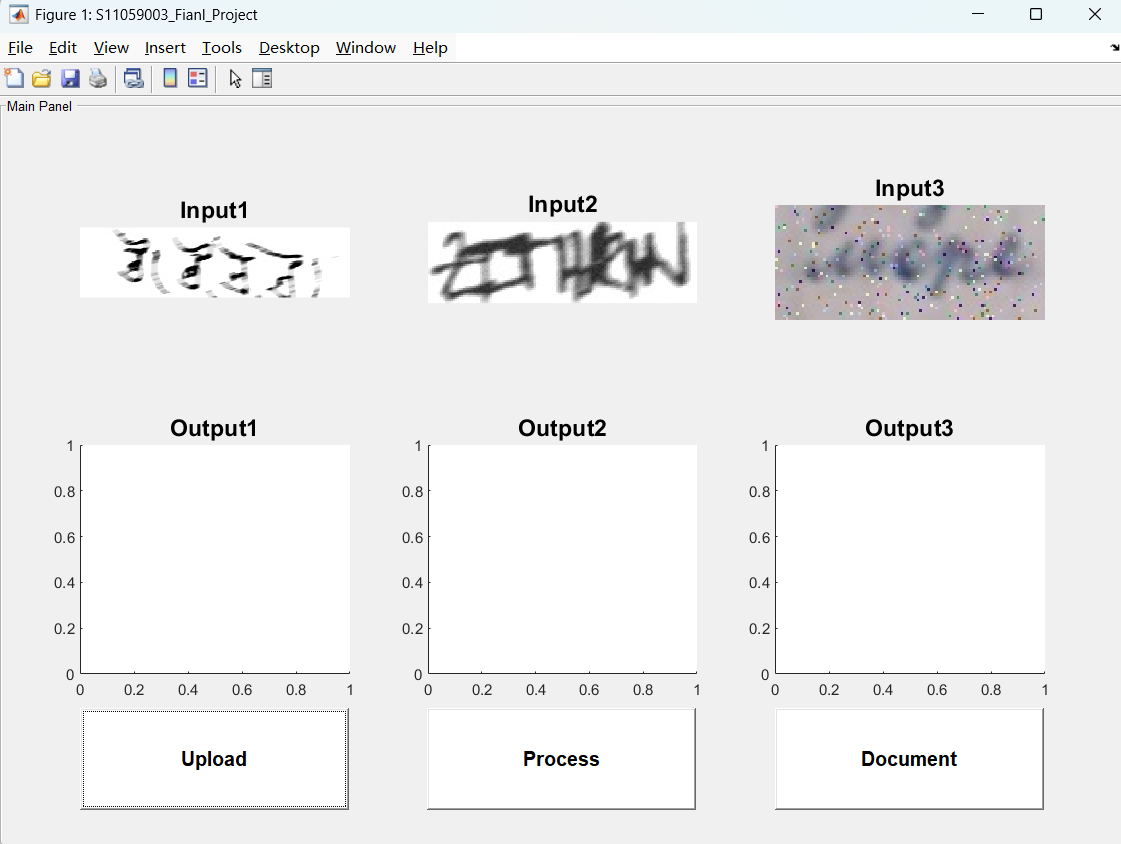 Figure 1: S11059003_Fianl_Project
File Edit View Insert Tools Desktop Window Help
Main Panel
Input1 Input2 Input3
Output1 Output2 Output3
1 1 1
0.8 0.8 0.8
0.6 0.6 0.6
0.4 0.4 0.4
0.2 0.2 0.2
0 0 0
0 0.2 0.4 0.6 0.8 1 0 0.2 0.4 0.6 0.8 1 0 0.2 0.4 0.6 0.8 1
Upload Process Document